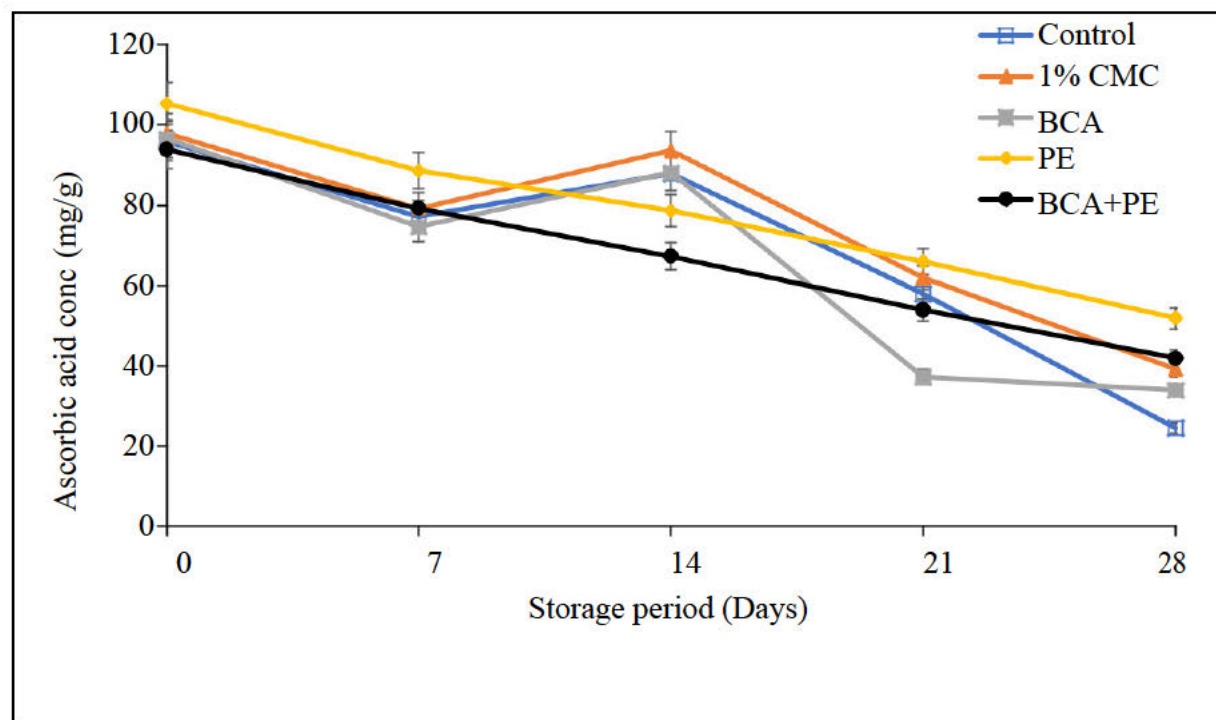 Control
1% CMC
BCA
PE
BCA+PE
120
100
80
60
40
20
0
Ascorbic acid conc (mg/g)
0 7 14 21 28
Storage period (Days)